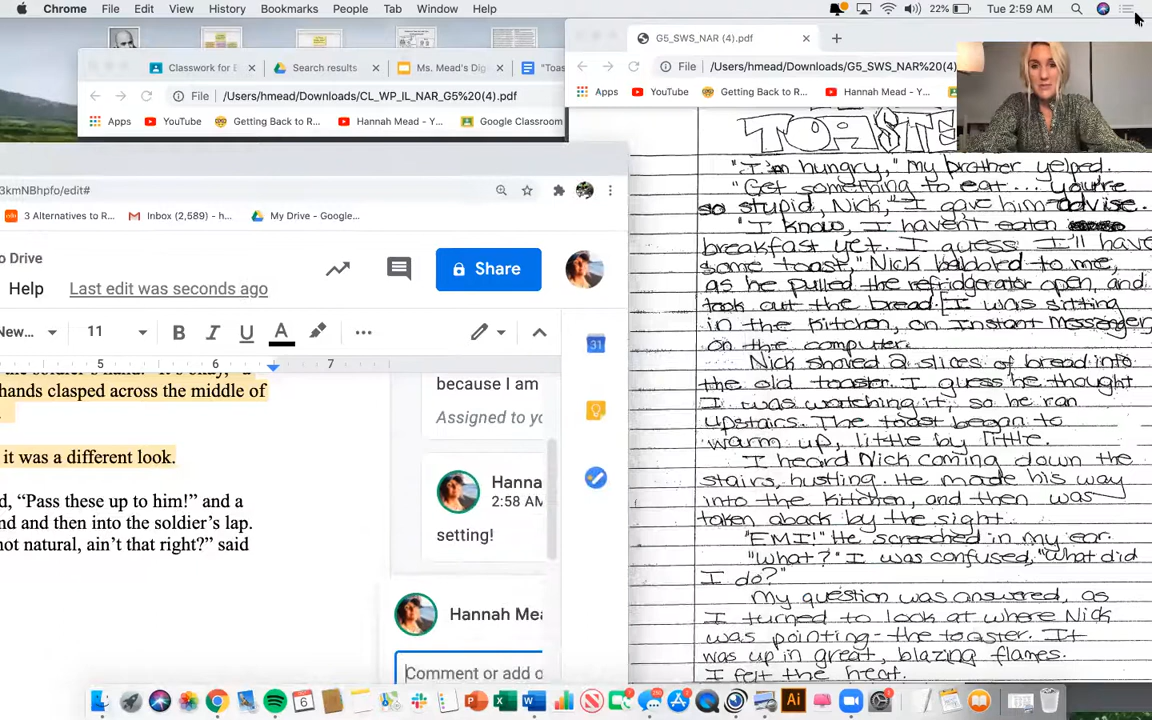 Chrome File Edit View History Bookmarks People Tab Window Help 22% Tue 2:59 AM
G5_SWS_NAR (4).pdf
Classwork for E Search results Ms. Mead's Dig "Toas
File /Users/hmead/Downloads/CL_WP_IL_NAR_G5%20(4).pdf
File /Users/hmead/Downloads/G5_SWS_NAR%20(4)
Apps YouTube Getting Back to R... Hannah Mead - Y... Google Classroom
Apps YouTube Getting Back to R... Hannah Mead - Y...
3kmNBhpfo/edit#
3 Alternatives to R... Inbox (2,589) - h... My Drive - Google...
o Drive
Help Last edit was seconds ago
Share
New... 11 B I U A
5 6 7
31
hands clasped across the middle of
it was a different look.
d, “Pass these up to him!” and a
nd and then into the soldier’s lap.
not natural, ain’t that right?” said
because I am
Assigned to yo
Hanna
2:58 AM
setting!
Hannah Mea
Comment or add o
TOASTE
"I'm hungry," my brother yelped.
"Get something to eat... you're
so stupid, Nick," I gave him advise.
"I know, I haven't eaten
breakfast yet. I guess I'll have
some toast," Nick babbled to me,
as he pulled the refridgerator open, and
took out the bread. [I was sitting
in the kitchen, on Instant Messenger,
on the computer.
Nick shoved 2 slices of bread into
the old toaster. I guess he thought
I was watching it, so he ran
upstairs. The toast began to
warm up, little by little.
I heard Nick coming down the
stairs, hustling. He made his way
into the kitchen, and then was
taken aback by the sight.
"EMI!" He screeched in my ear.
"What?" I was confused, "What did
I do?"
My question was answered, as
I turned to look at where Nick
was pointing- the toaster. It
was up in great, blazing flames.
I felt the heat.
6